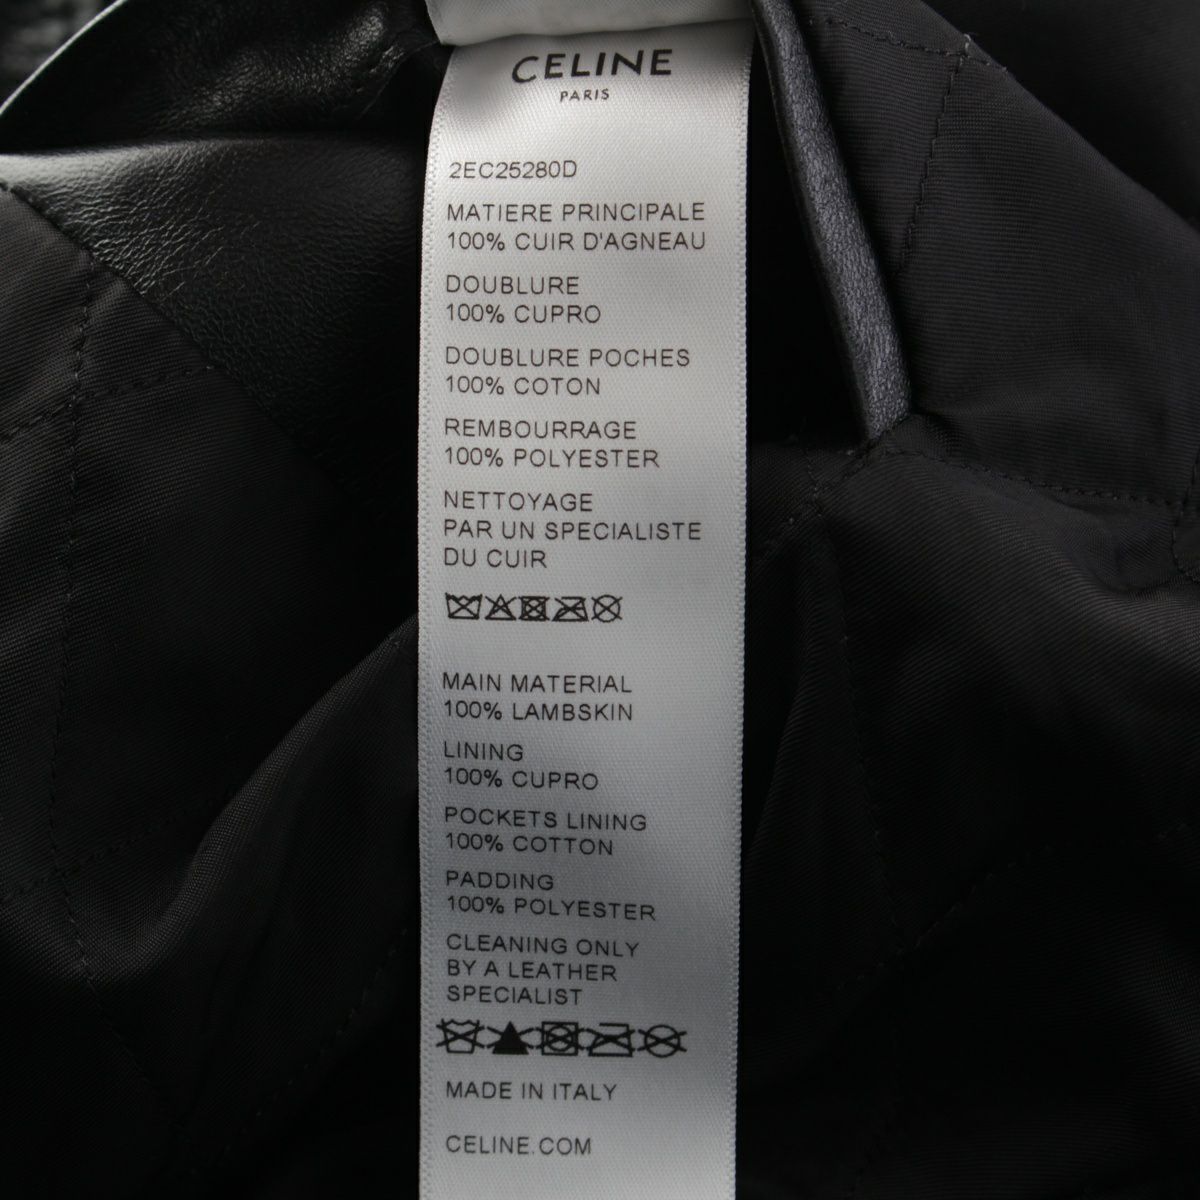 CELINE
PARIS
2EC25280D
MATIERE PRINCIPALE
100% CUIR D'AGNEAU
DOUBLURE
100% CUPRO
DOUBLURE POCHES
100% COTON
REMBOURRAGE
100% POLYESTER
NETTOYAGE
PAR UN SPECIALISTE
DU CUIR
MAIN MATERIAL
100% LAMBSKIN
LINING
100% CUPRO
POCKETS LINING
100% COTTON
PADDING
100% POLYESTER
CLEANING ONLY
BY A LEATHER
SPECIALIST
MADE IN ITALY
CELINE.COM